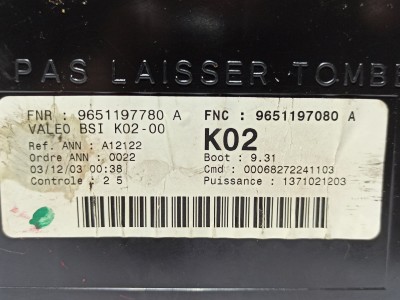 PAS LAISSER TOMBE
FNR : 9651197780 A FNC : 9651197080 A
VALEO BSI K02-00 K02
Ref. ANN : A12122
Ordre ANN : 0022 Boot : 9.31
03/12/03 00:38 Cmd : 00068272241103
Controle : 2 5 Puissance : 1371021203